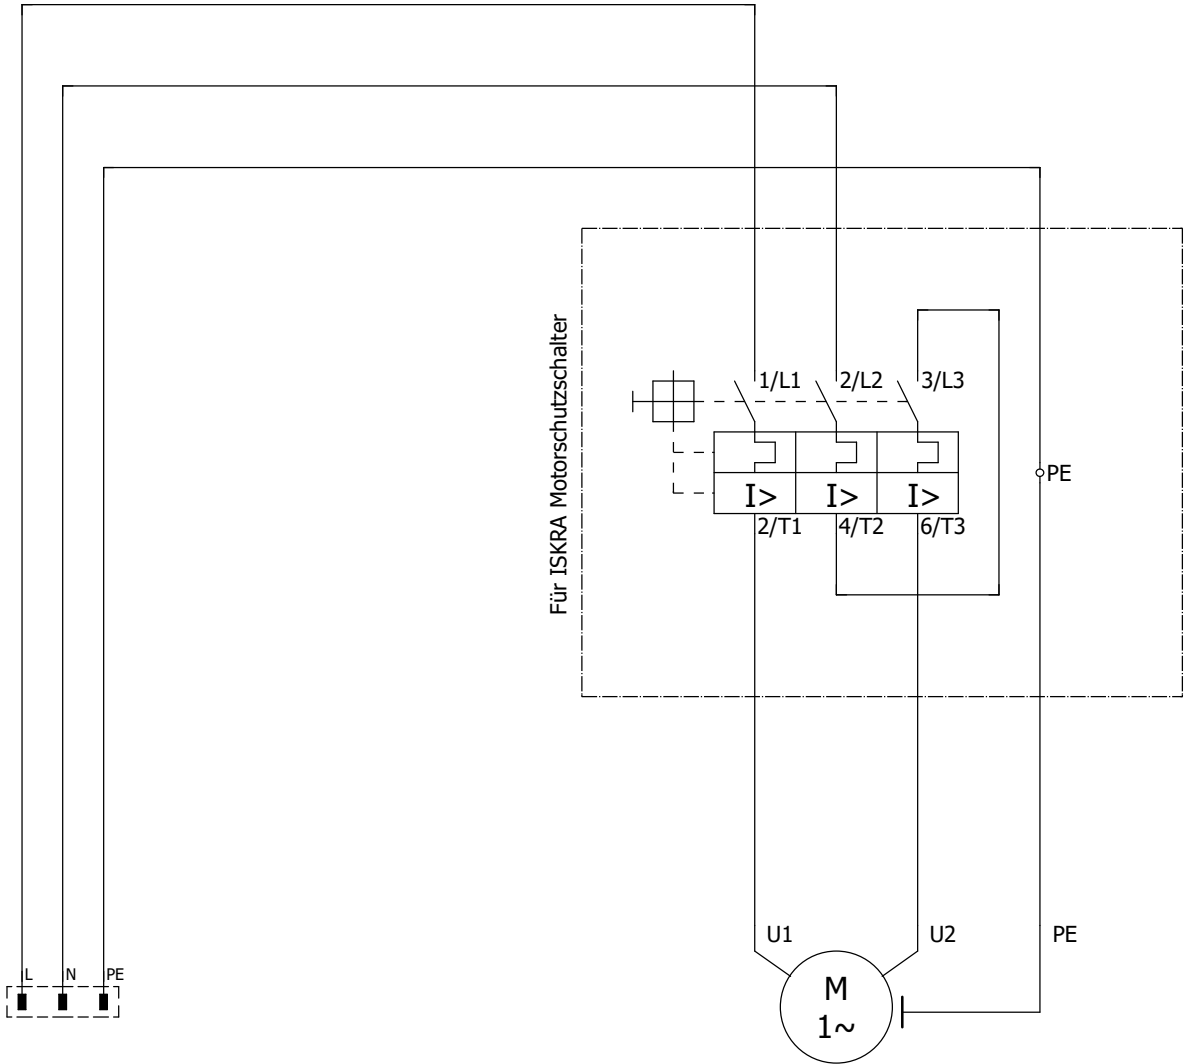 Für ISKRA Motorschutzschalter
1/L1 2/L2 3/L3
I> I> I>
2/T1 4/T2 6/T3
PE
U1 U2 PE
L N PE
M
1~